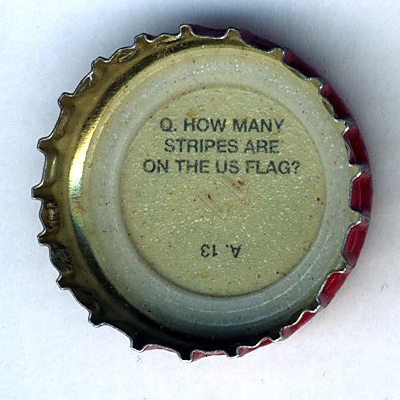 Q. HOW MANY
STRIPES ARE
ON THE US FLAG?
A. 13